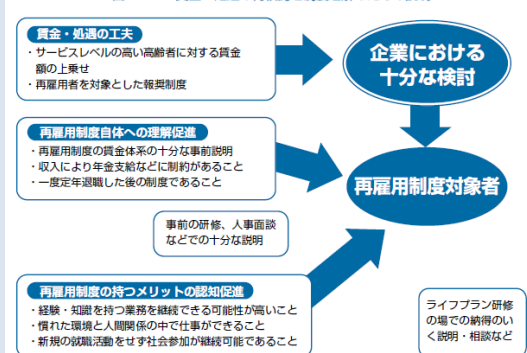 賃金・処遇の工夫
・サービスレベルの高い高齢者に対する賃金
額の上乗せ
・再雇用者を対象とした報奨制度
企業における
十分な検討
再雇用制度自体への理解促進
・再雇用制度の賃金体系の十分な事前説明
・収入により年金支給などに制約があること
・一度定年退職した後の制度であること
再雇用制度対象者
事前の研修、人事面談
などでの十分な説明
再雇用制度の持つメリットの認知促進
・経験・知識を持つ業務を継続できる可能性が高いこと
・慣れた環境と人間関係の中で仕事ができること
・新規の就職活動をせず社会参加が継続可能であること
ライフプラン研修
の場での納得のい
く説明・相談など